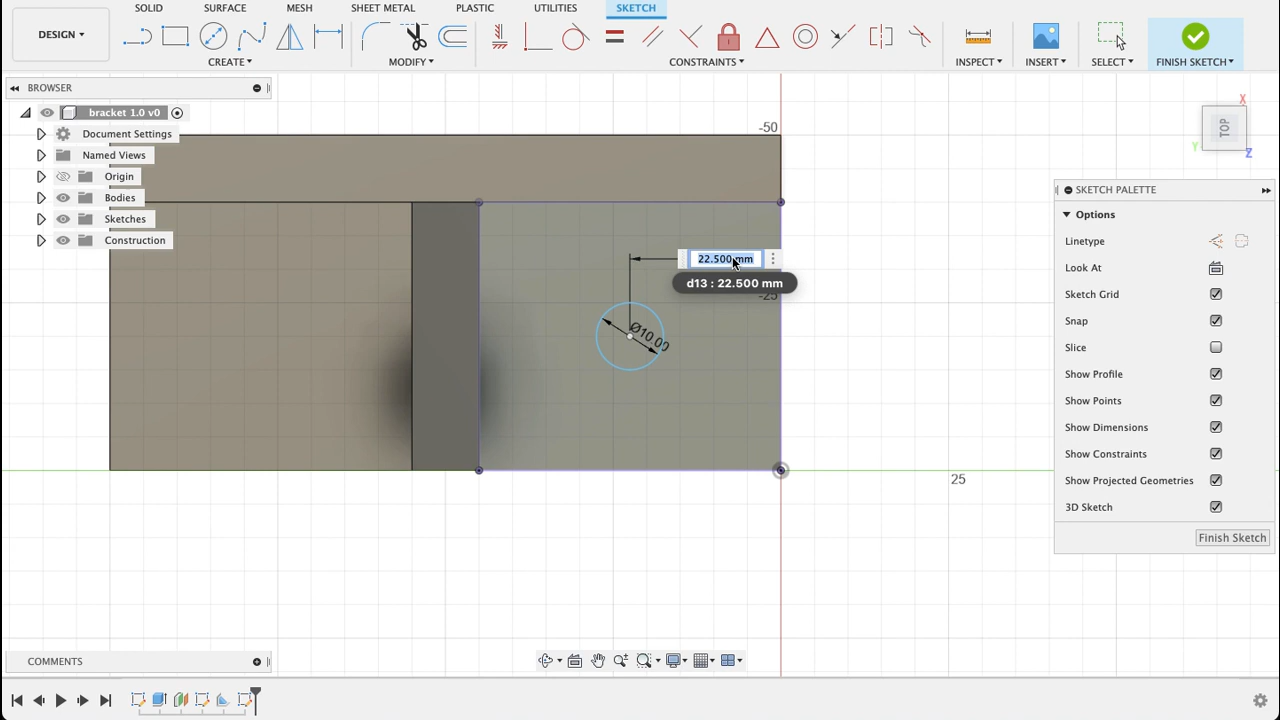 SOLID SURFACE MESH SHEET METAL PLASTIC UTILITIES SKETCH
DESIGN
CREATE MODIFY CONSTRAINTS INSPECT INSERT SELECT FINISH SKETCH
BROWSER
bracket 1.0 v0
Document Settings
Named Views
Origin
Bodies
Sketches
Construction
-50
22.500 mm
d13 : 22.500 mm
-25
Ø10.00
25
X
TOP
Y
Z
SKETCH PALETTE
Options
Linetype
Look At
Sketch Grid
Snap
Slice
Show Profile
Show Points
Show Dimensions
Show Constraints
Show Projected Geometries
3D Sketch
Finish Sketch
COMMENTS